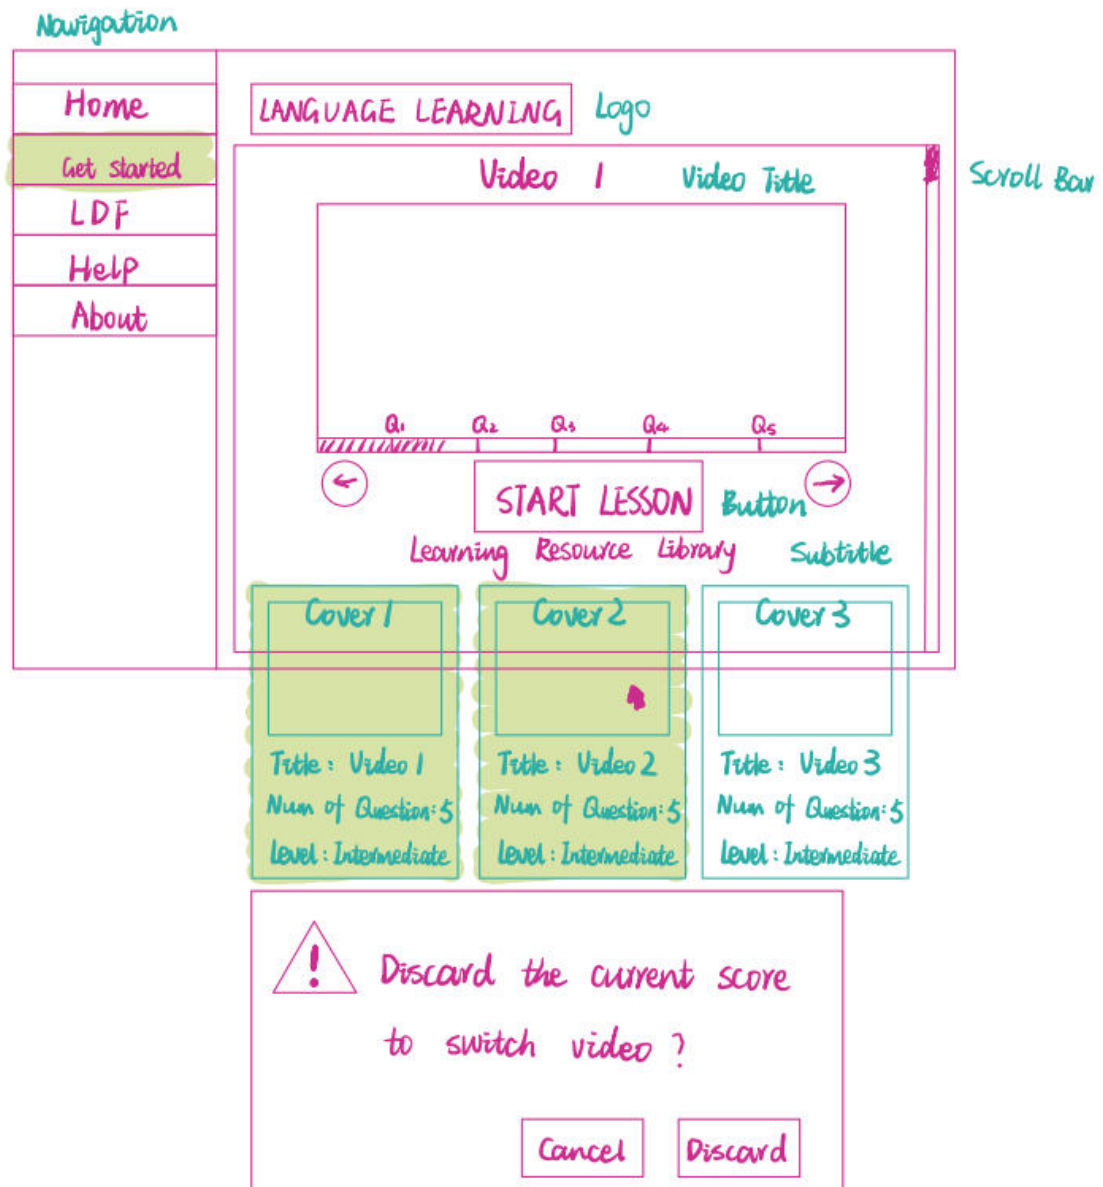 Navigation
Home
Get started
LDF
Help
About
LANGUAGE LEARNING Logo
Video 1 Video Title
Scroll Bar
Q1 Q2 Q3 Q4 Q5
← →
START LESSON Button
Learning Resource Library Subtitle
Cover 1 Cover 2 Cover 3
Title: Video 1 Title: Video 2 Title: Video 3
Num of Question: 5 Num of Question: 5 Num of Question: 5
Level: Intermediate Level: Intermediate Level: Intermediate
! Discard the current score
to switch video?
Cancel Discard